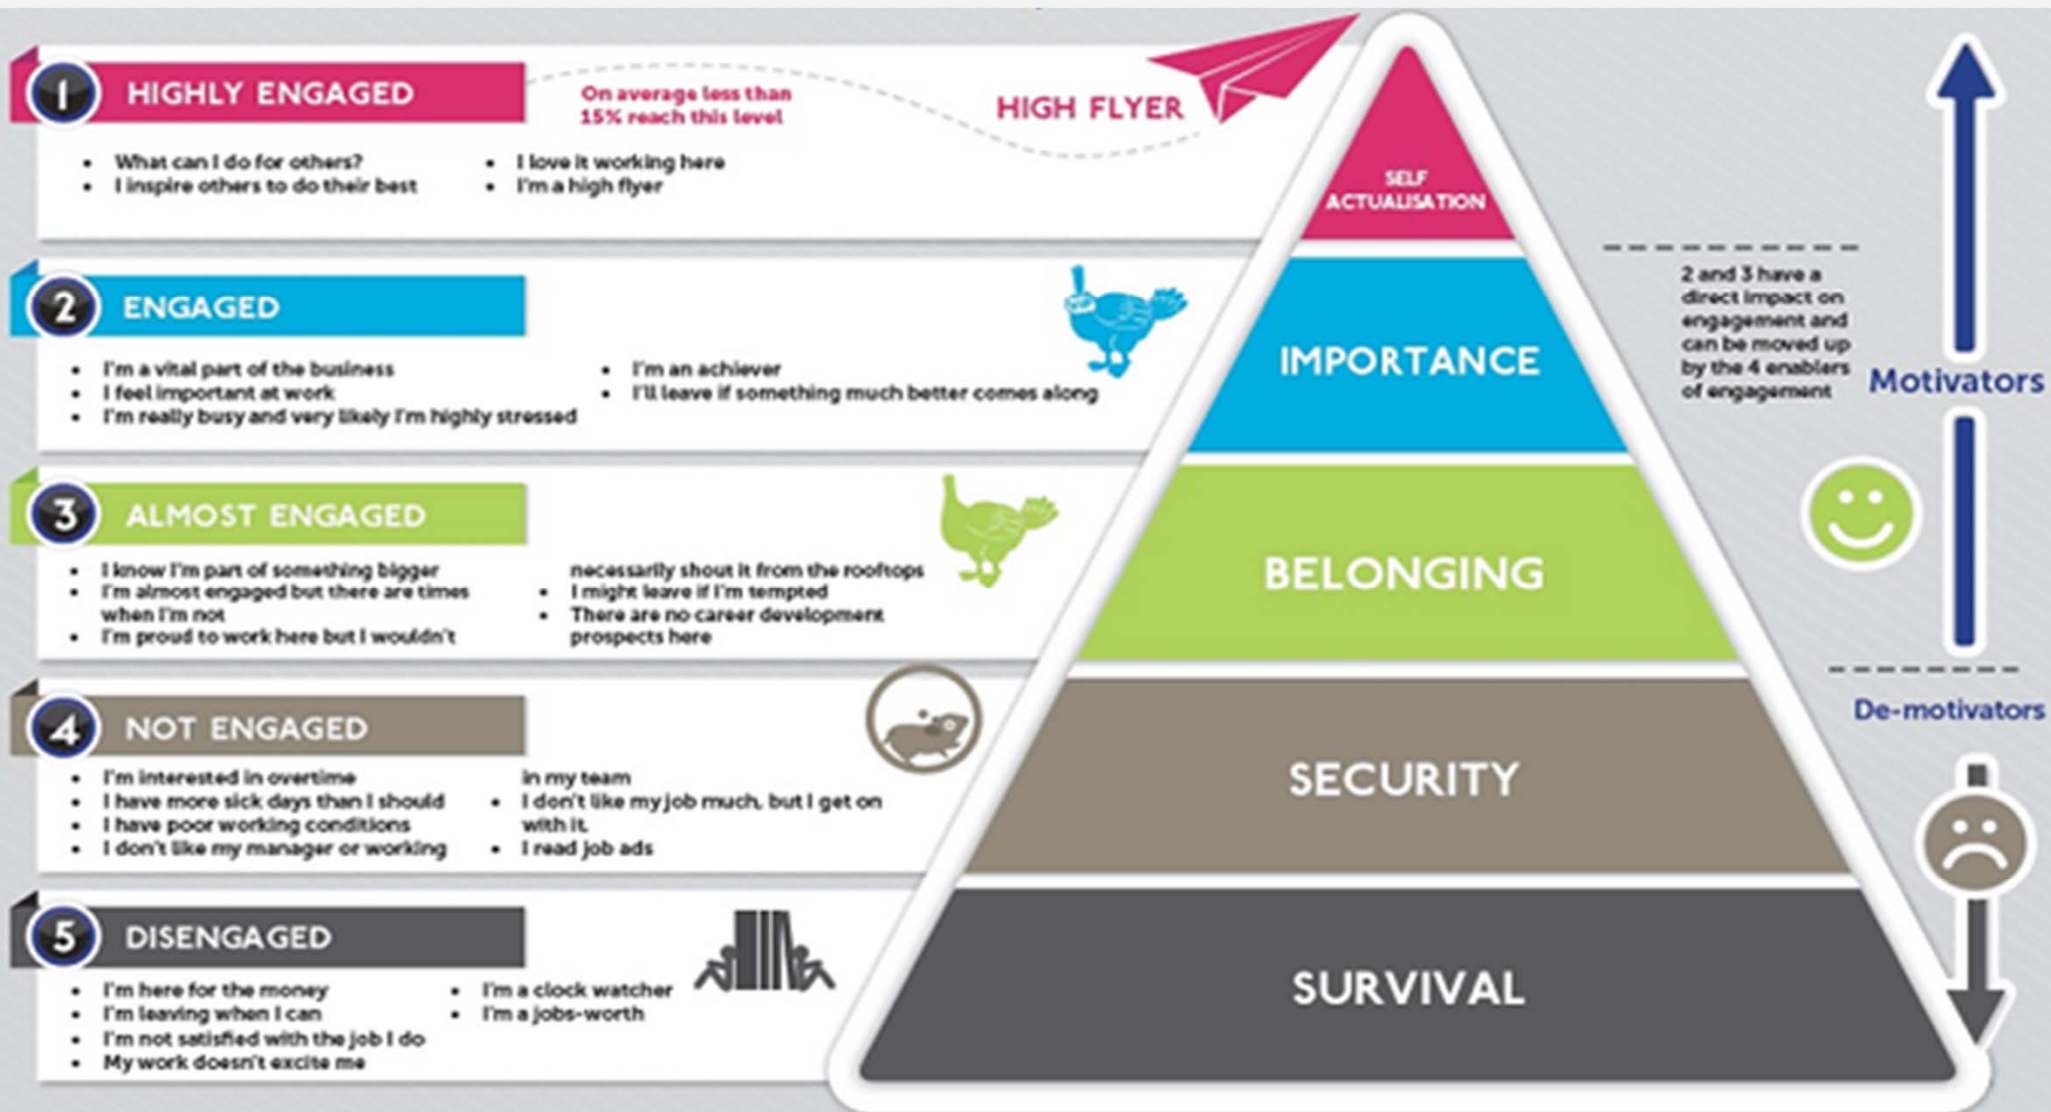 1
HIGHLY ENGAGED
On average less than
15% reach this level
HIGH FLYER
• What can I do for others?
• I inspire others to do their best
• I love it working here
• I'm a high flyer
SELF
ACTUALISATION
2
ENGAGED
• I'm a vital part of the business
• I feel important at work
• I'm really busy and very likely I'm highly stressed
• I'm an achiever
• I'll leave if something much better comes along
IMPORTANCE
2 and 3 have a
direct impact on
engagement and
can be moved up
by the 4 enablers
of engagement
Motivators
3
ALMOST ENGAGED
• I know I'm part of something bigger
• I'm almost engaged but there are times
when I'm not
• I'm proud to work here but I wouldn't
necessarily shout it from the rooftops
• I might leave if I'm tempted
• There are no career development
prospects here
BELONGING
4
NOT ENGAGED
• I'm interested in overtime
• I have more sick days than I should
• I have poor working conditions
• I don't like my manager or working
in my team
• I don't like my job much, but I get on
with it.
• I read job ads
SECURITY
De-motivators
5
DISENGAGED
• I'm here for the money
• I'm leaving when I can
• I'm not satisfied with the job I do
• My work doesn't excite me
• I'm a clock watcher
• I'm a jobs-worth
SURVIVAL